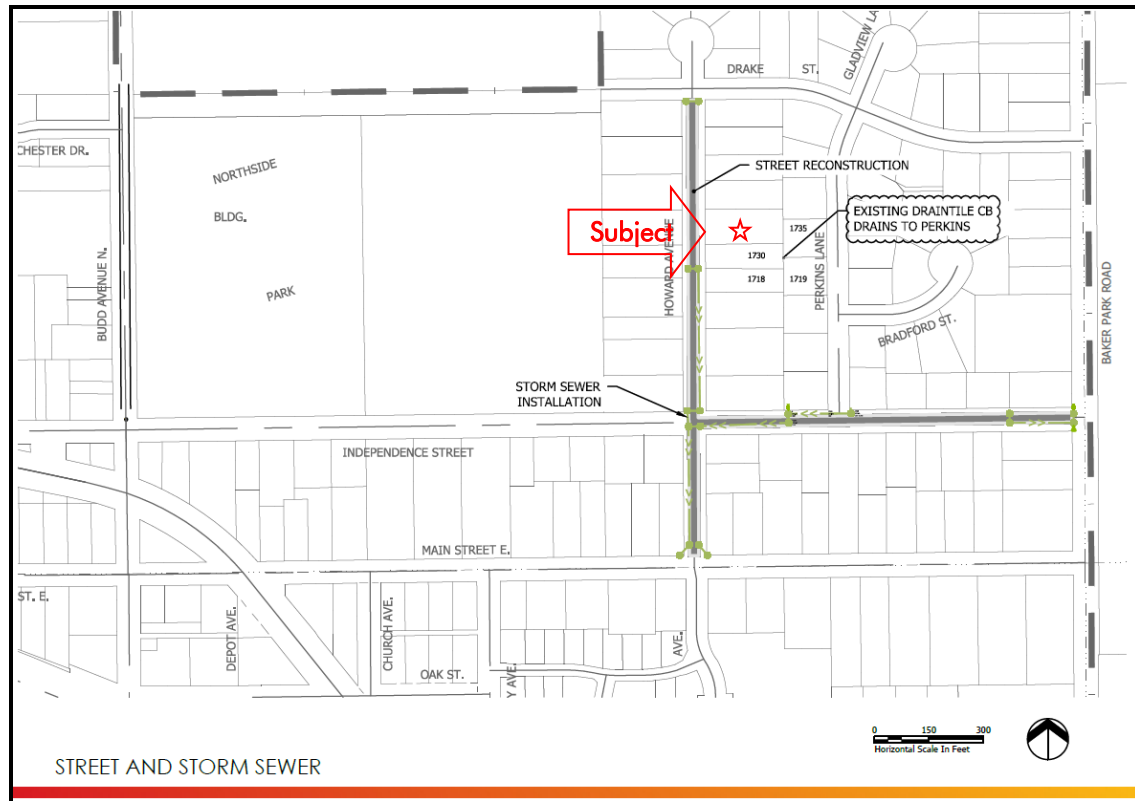 GLADVIEW LA
DRAKE ST.
CHESTER DR.
NORTHSIDE
BLDG.
PARK
BUDD AVENUE N.
STREET RECONSTRUCTION
EXISTING DRAINTILE CB
DRAINS TO PERKINS
Subject
HOWARD AVENUE
1735
1730
1718
1719
PERKINS LANE
BRADFORD ST.
BAKER PARK ROAD
STORM SEWER
INSTALLATION
INDEPENDENCE STREET
MAIN STREET E.
ST. E.
DEPOT AVE.
CHURCH AVE.
OAK ST.
Y AVE.
AVE.
0 150 300
Horizontal Scale In Feet
STREET AND STORM SEWER